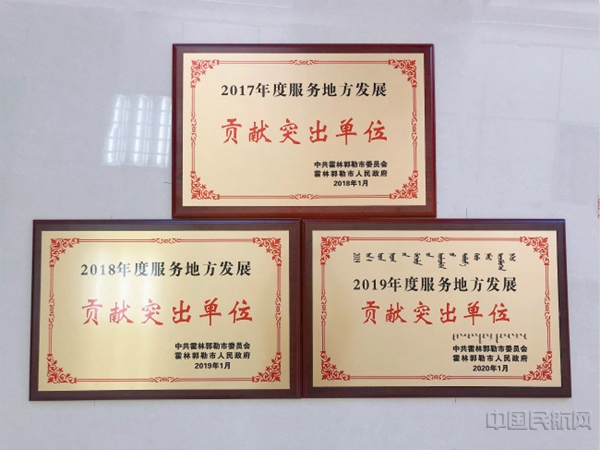 2017年度服务地方发展
贡献突出单位
中共霍林郭勒市委员会
霍林郭勒市人民政府
2018年1月
2018年度服务地方发展
贡献突出单位
中共霍林郭勒市委员会
霍林郭勒市人民政府
2019年1月
2019年度服务地方发展
贡献突出单位
中共霍林郭勒市委员会
霍林郭勒市人民政府
2020年1月
中国民航网